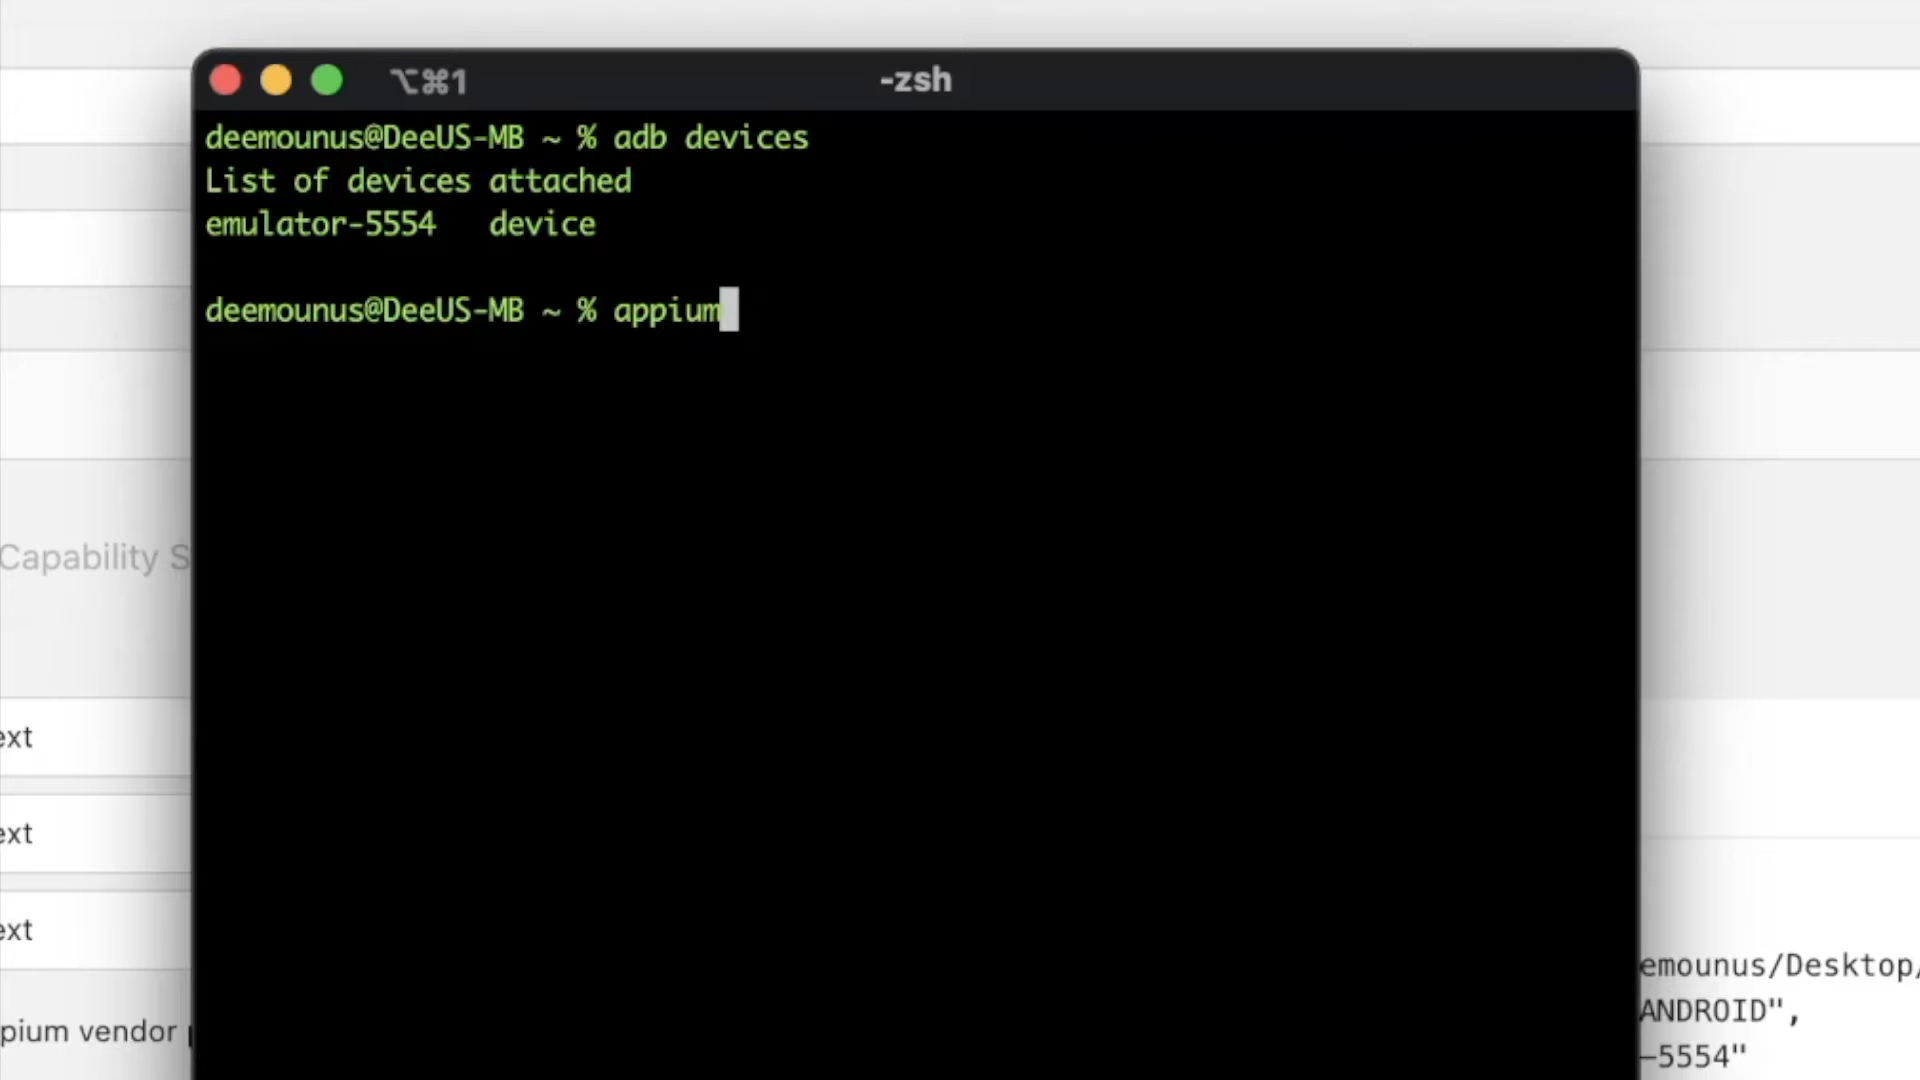 ⌥⌘1
-zsh
deemounus@DeeUS-MB ~ % adb devices
List of devices attached
emulator-5554   device
deemounus@DeeUS-MB ~ % appium
Capability S
ext
ext
ext
pium vendor
emounus/Desktop/
ANDROID",
-5554"